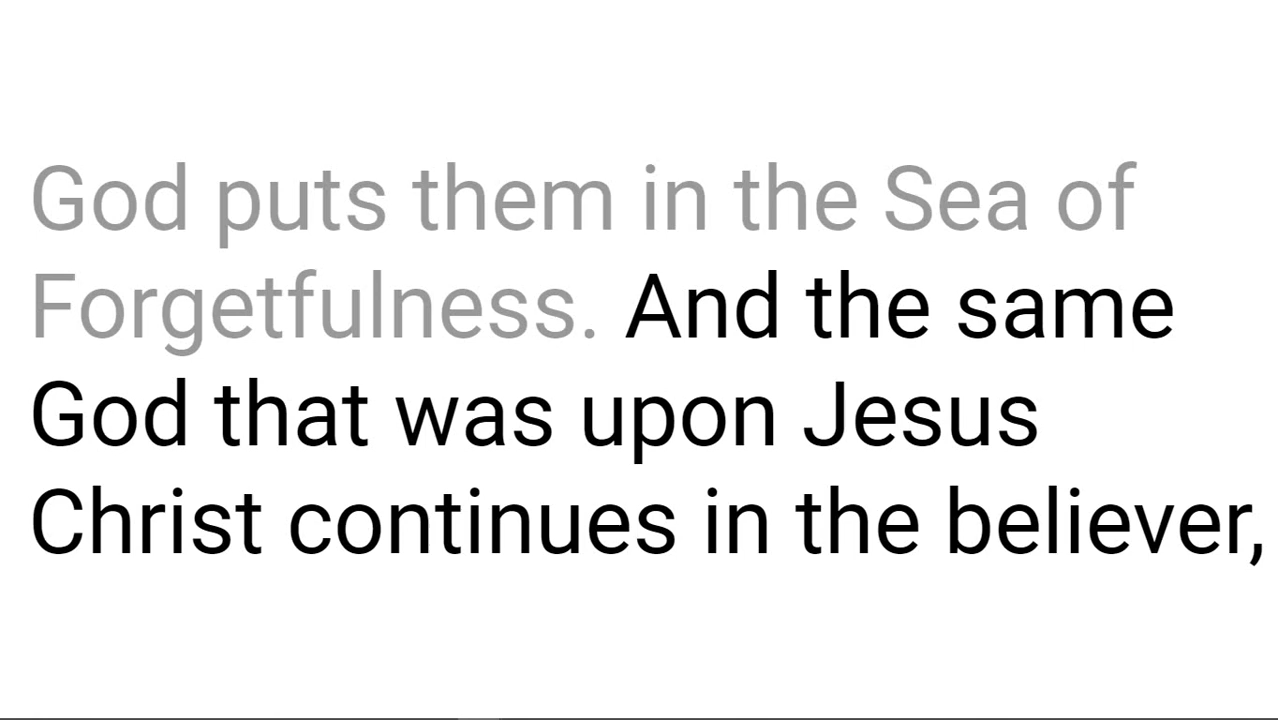 God puts them in the Sea of
Forgetfulness. And the same
God that was upon Jesus
Christ continues in the believer,